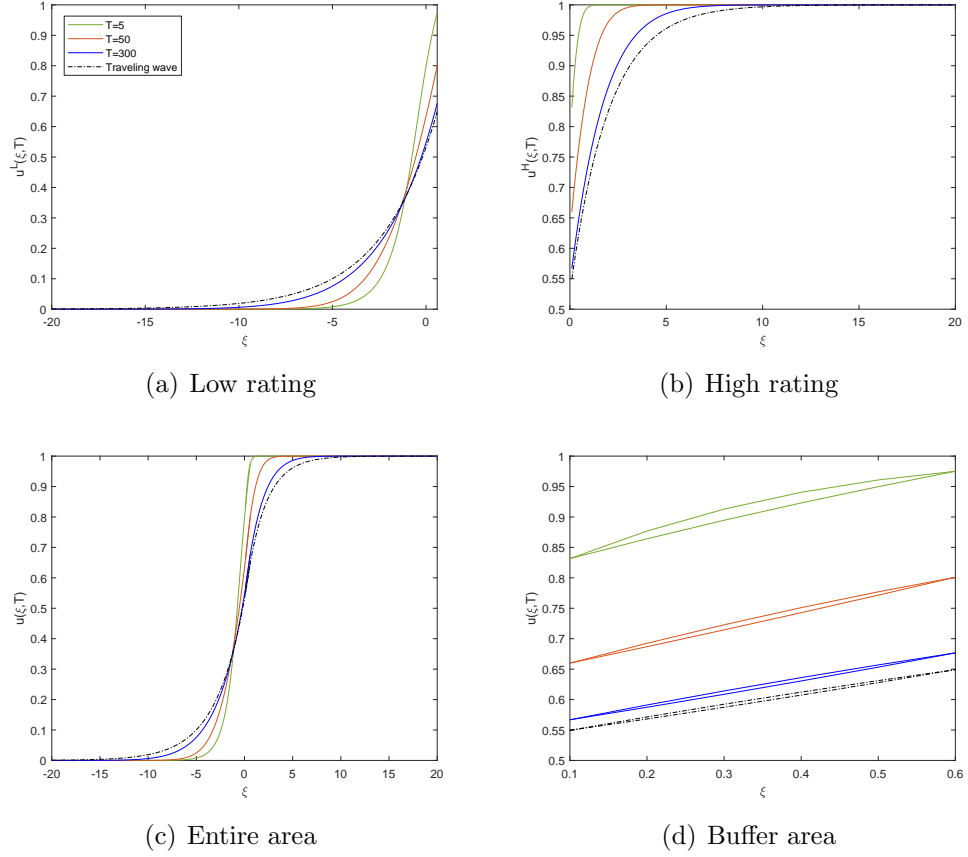 1
0.9
0.8
0.7
0.6
0.5
0.4
0.3
0.2
0.1
0
u^L(ξ,T)
T=5
T=50
T=300
Traveling wave
-20 -15 -10 -5 0
ξ
(a) Low rating
1
0.95
0.9
0.85
0.8
0.75
0.7
0.65
0.6
0.55
0.5
u^H(ξ,T)
0 5 10 15 20
ξ
(b) High rating
1
0.9
0.8
0.7
0.6
0.5
0.4
0.3
0.2
0.1
0
u(ξ,T)
-20 -15 -10 -5 0 5 10 15 20
ξ
(c) Entire area
1
0.95
0.9
0.85
0.8
0.75
0.7
0.65
0.6
0.55
0.5
u(ξ,T)
0.1 0.2 0.3 0.4 0.5 0.6
ξ
(d) Buffer area